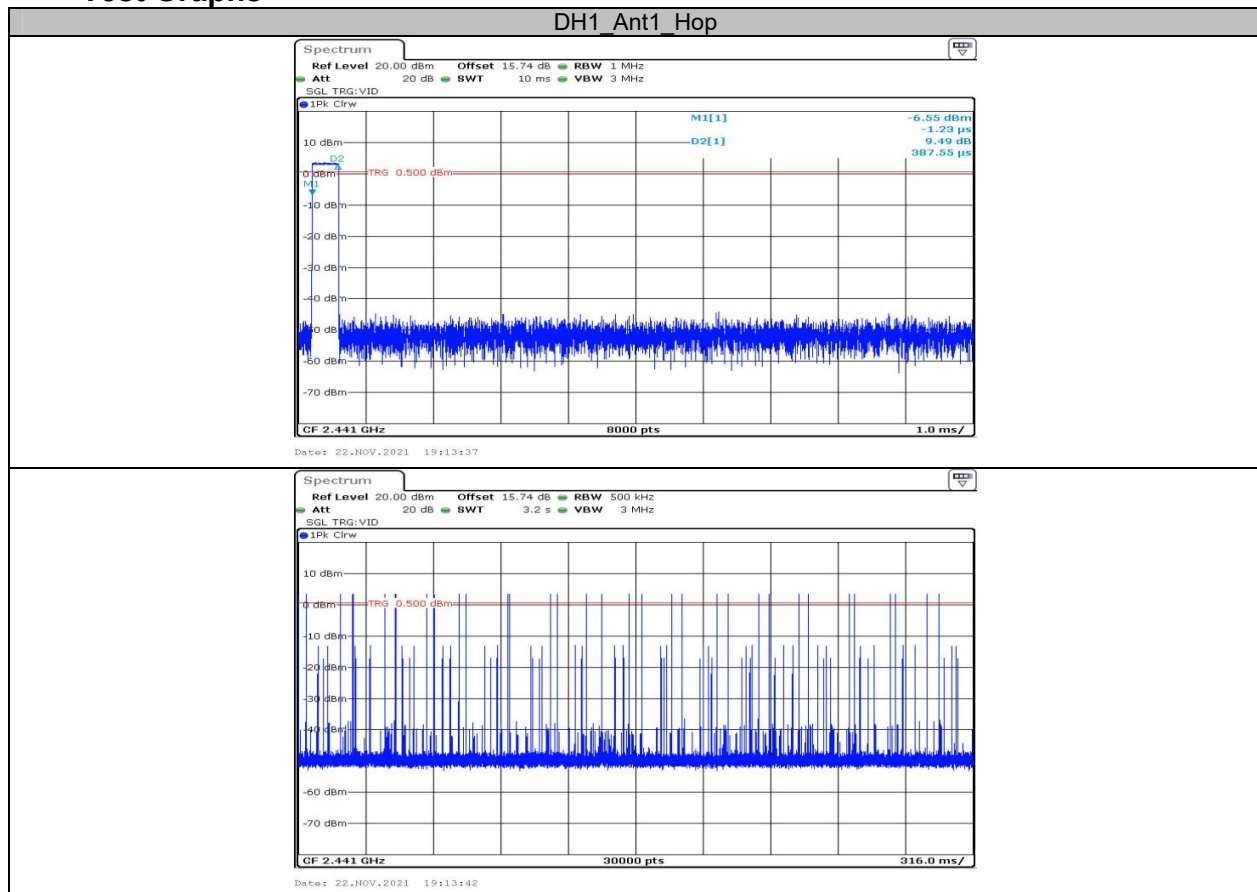 Test Graphs
DH1_Ant1_Hop
Spectrum
Ref Level 20.00 dBm Offset 15.74 dB RBW 1 MHz
Att 20 dB SWT 10 ms VBW 3 MHz
SGL TRG:VID
1Pk Clrw
M1[1] -6.55 dBm
-1.23 µs
10 dBm D2[1] 9.49 dB
387.55 µs
D2
0 dBm TRG 0.500 dBm
M1
-10 dBm
-20 dBm
-30 dBm
-40 dBm
-50 dBm
-60 dBm
-70 dBm
CF 2.441 GHz 8000 pts 1.0 ms/
Date: 22.NOV.2021 19:13:37
Spectrum
Ref Level 20.00 dBm Offset 15.74 dB RBW 500 kHz
Att 20 dB SWT 3.2 s VBW 3 MHz
SGL TRG:VID
1Pk Clrw
10 dBm
0 dBm TRG 0.500 dBm
-10 dBm
-20 dBm
-30 dBm
-40 dBm
-60 dBm
-70 dBm
CF 2.441 GHz 30000 pts 316.0 ms/
Date: 22.NOV.2021 19:13:42